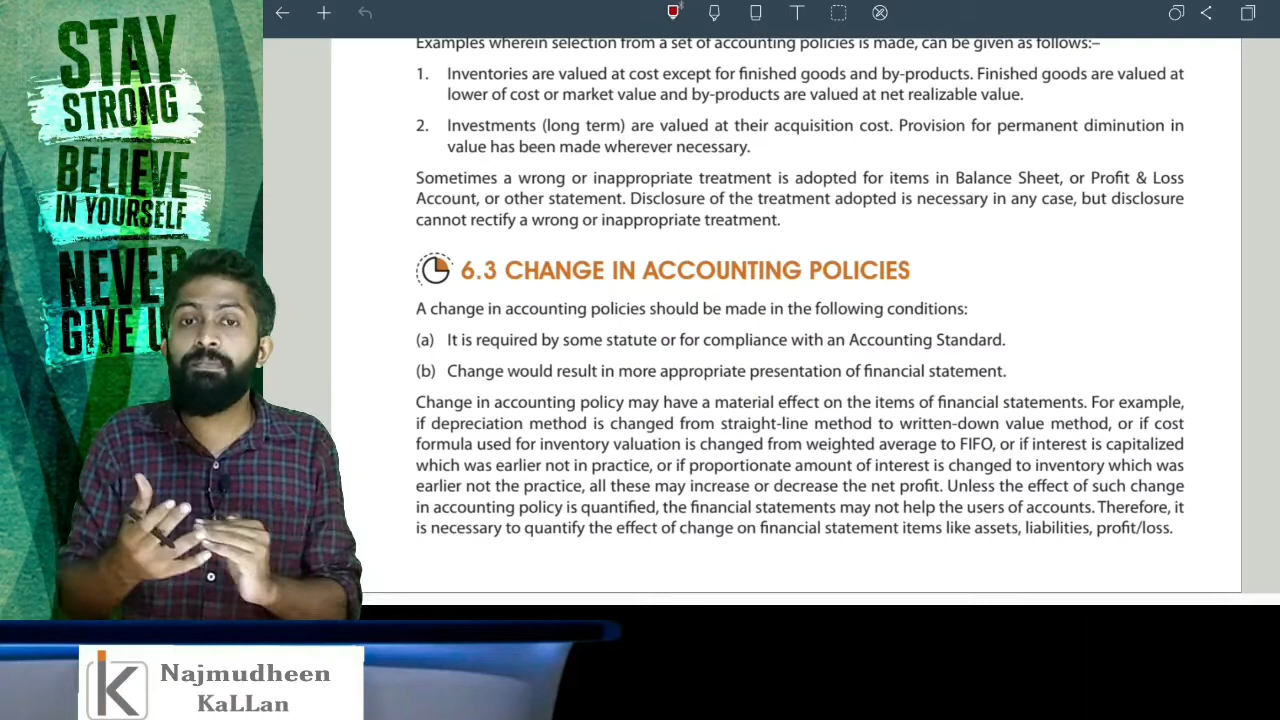 STAY
STRONG
BELIEVE
IN YOURSELF
NEVER
GIVE U
Examples wherein selection from a set of accounting policies is made, can be given as follows:–
1. Inventories are valued at cost except for finished goods and by-products. Finished goods are valued at
lower of cost or market value and by-products are valued at net realizable value.
2. Investments (long term) are valued at their acquisition cost. Provision for permanent diminution in
value has been made wherever necessary.
Sometimes a wrong or inappropriate treatment is adopted for items in Balance Sheet, or Profit & Loss
Account, or other statement. Disclosure of the treatment adopted is necessary in any case, but disclosure
cannot rectify a wrong or inappropriate treatment.
6.3 CHANGE IN ACCOUNTING POLICIES
A change in accounting policies should be made in the following conditions:
(a) It is required by some statute or for compliance with an Accounting Standard.
(b) Change would result in more appropriate presentation of financial statement.
Change in accounting policy may have a material effect on the items of financial statements. For example,
if depreciation method is changed from straight-line method to written-down value method, or if cost
formula used for inventory valuation is changed from weighted average to FIFO, or if interest is capitalized
which was earlier not in practice, or if proportionate amount of interest is changed to inventory which was
earlier not the practice, all these may increase or decrease the net profit. Unless the effect of such change
in accounting policy is quantified, the financial statements may not help the users of accounts. Therefore, it
is necessary to quantify the effect of change on financial statement items like assets, liabilities, profit/loss.
k
Najmudheen
KaLLan